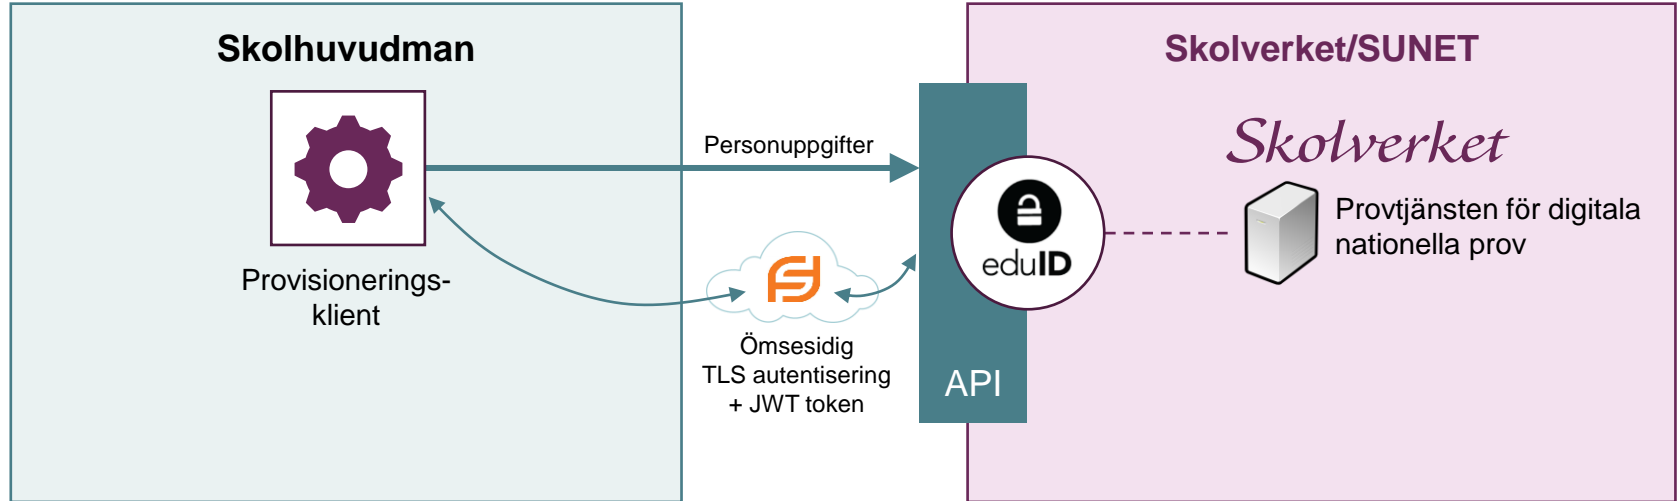 Skolhuvudman
Provisionerings-
klient
Personuppgifter
Ömsesidig
TLS autentisering
+ JWT token
API
Skolverket/SUNET
Skolverket
eduID
Provtjänsten för digitala
nationella prov